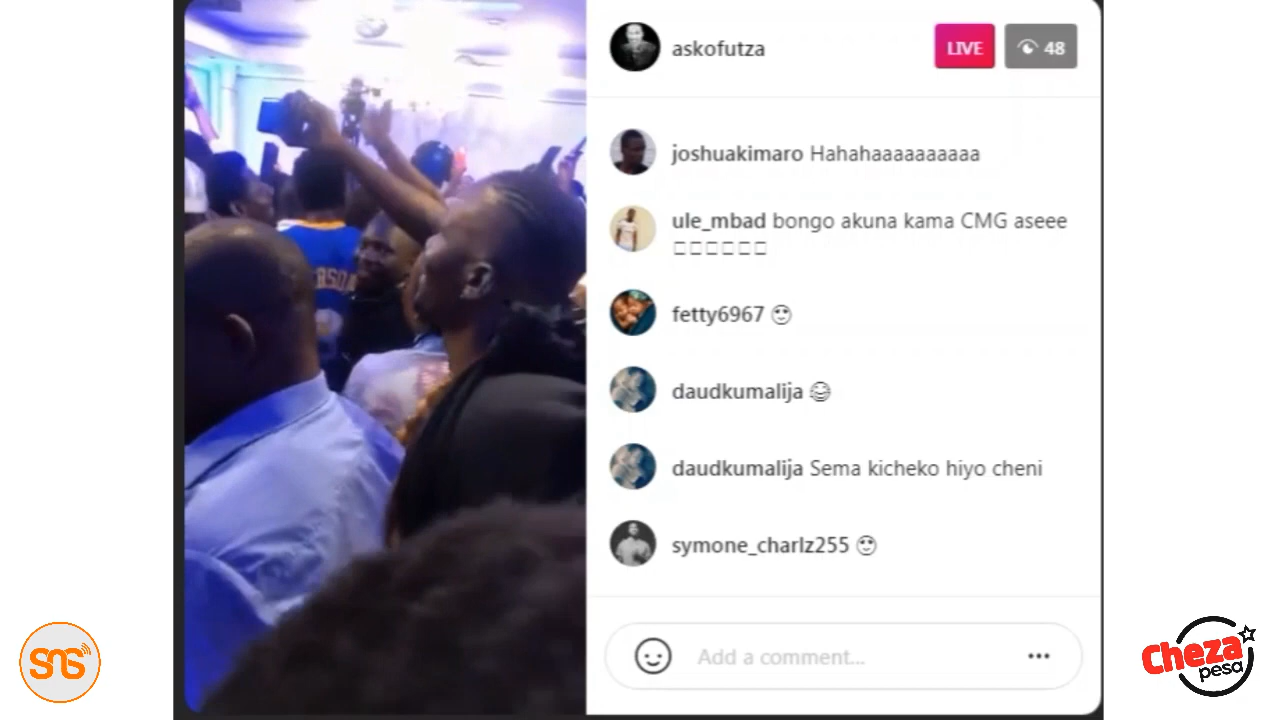 askofutza
LIVE
48
joshuakimaro Hahahaaaaaaaaaa
ule_mbad bongo akuna kama CMG aseee
fetty6967
daudkumalija
daudkumalija Sema kicheko hiyo cheni
symone_charlz255
Add a comment...
SNS
Cheza
pesa